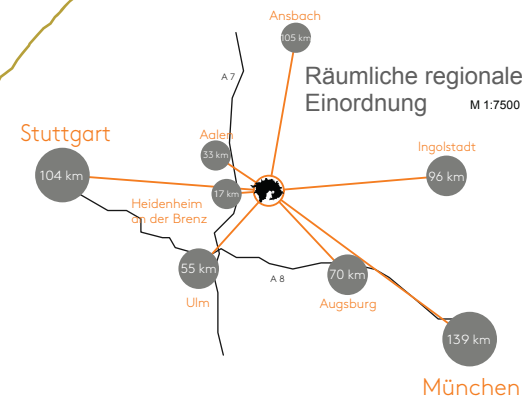 Ansbach
105 km
A 7
Räumliche regionale
Einordnung
M 1:7500
Stuttgart
104 km
Aalen
33 km
Ingolstadt
96 km
17 km
Heidenheim
an der Brenz
55 km
Ulm
A 8
70 km
Augsburg
139 km
München